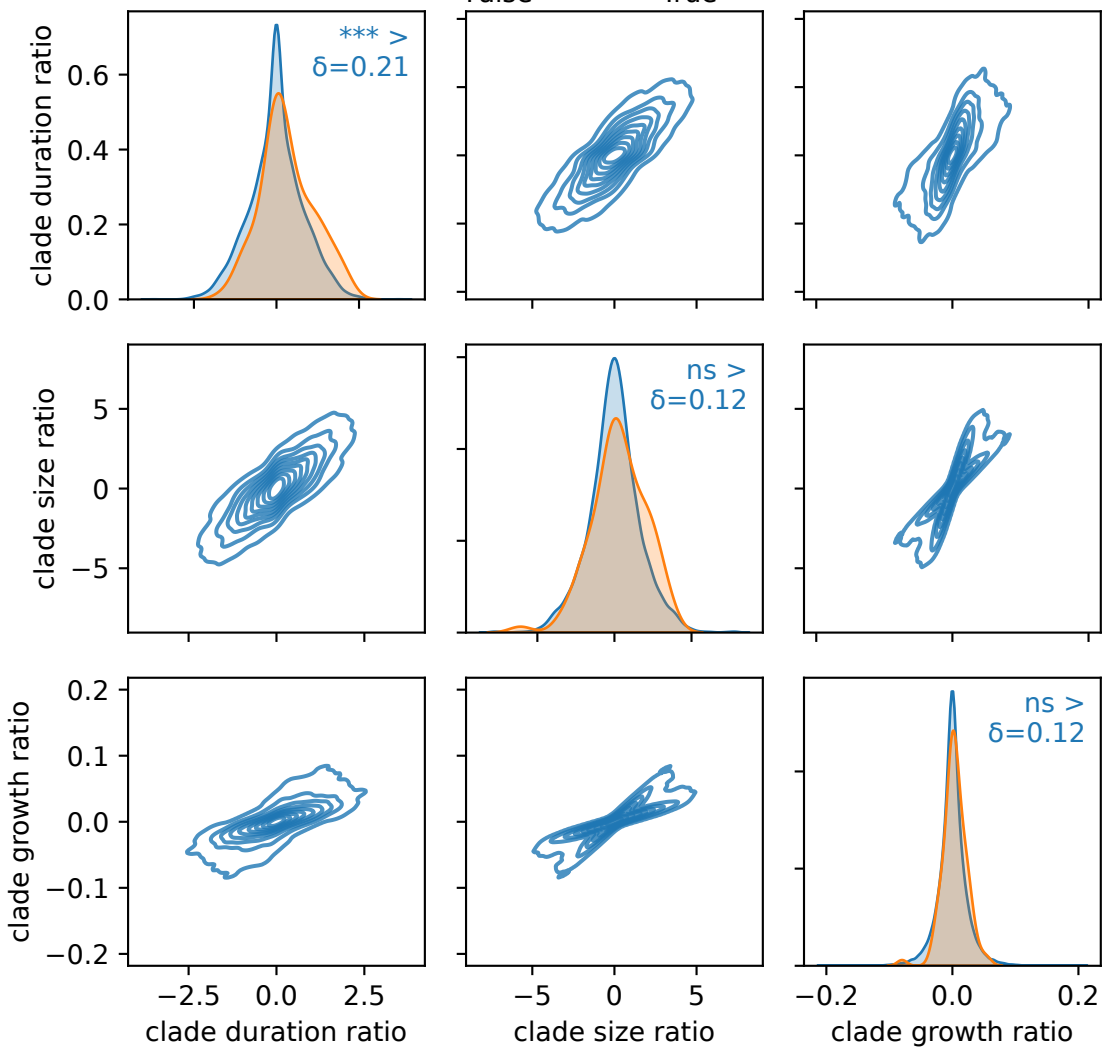 *** >
δ=0.21
clade duration ratio
0.6
0.4
0.2
0.0
ns >
δ=0.12
clade size ratio
5
0
−5
ns >
δ=0.12
clade growth ratio
0.2
0.1
0.0
−0.1
−0.2
−2.5 0.0 2.5
−5 0 5
−0.2 0.0 0.2
clade duration ratio
clade size ratio
clade growth ratio